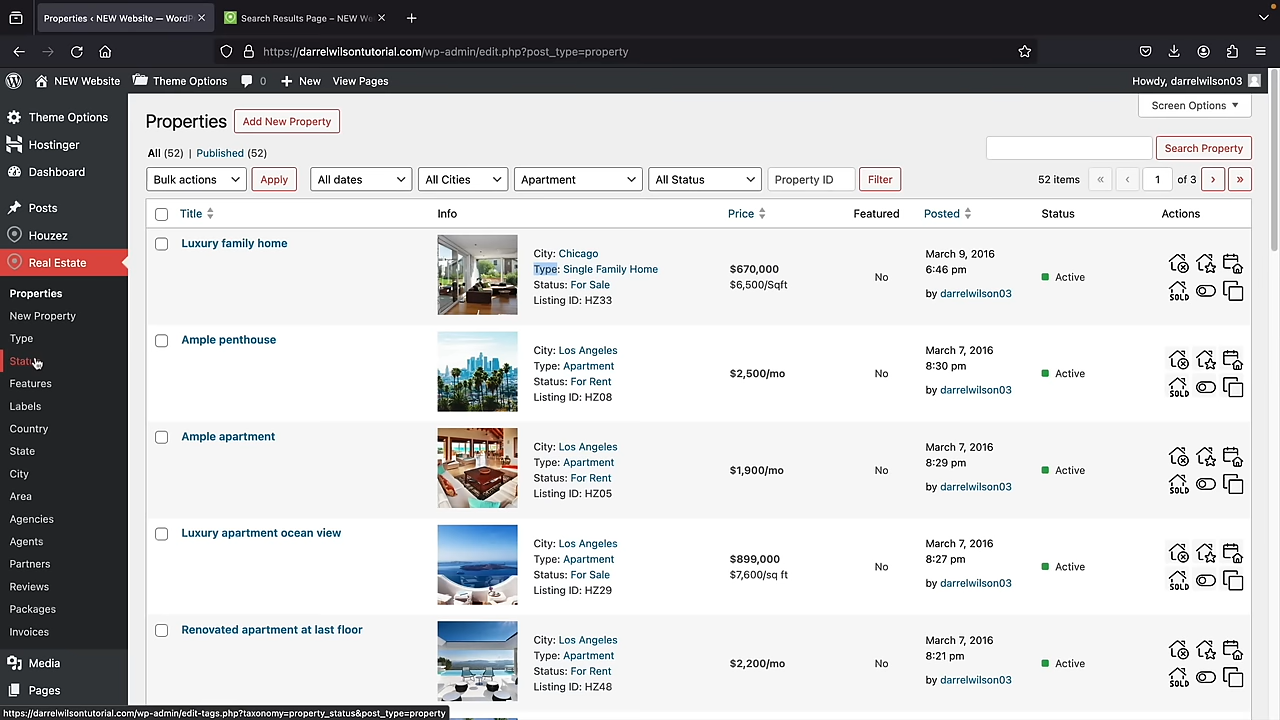 Properties ‹ NEW Website — WordP
Search Results Page – NEW We
https://darrelwilsontutorial.com/wp-admin/edit.php?post_type=property
NEW Website
Theme Options
0
New
View Pages
Howdy, darrelwilson03
Theme Options
Hostinger
Dashboard
Posts
Houzez
Real Estate
Properties
New Property
Type
Status
Features
Labels
Country
State
City
Area
Agencies
Agents
Partners
Reviews
Packages
Invoices
Media
Pages
Screen Options
Properties
Add New Property
All (52) | Published (52)
Search Property
Bulk actions
Apply
All dates
All Cities
Apartment
All Status
Property ID
Filter
52 items
«
‹
1
of 3
›
»
Title
Info
Price
Featured
Posted
Status
Actions
Luxury family home
City: Chicago
Type: Single Family Home
Status: For Sale
Listing ID: HZ33
$670,000
$6,500/Sqft
No
March 9, 2016
6:46 pm
by darrelwilson03
Active
SOLD
Ample penthouse
City: Los Angeles
Type: Apartment
Status: For Rent
Listing ID: HZ08
$2,500/mo
No
March 7, 2016
8:30 pm
by darrelwilson03
Active
SOLD
Ample apartment
City: Los Angeles
Type: Apartment
Status: For Rent
Listing ID: HZ05
$1,900/mo
No
March 7, 2016
8:29 pm
by darrelwilson03
Active
SOLD
Luxury apartment ocean view
City: Los Angeles
Type: Apartment
Status: For Sale
Listing ID: HZ29
$899,000
$7,600/sq ft
No
March 7, 2016
8:27 pm
by darrelwilson03
Active
SOLD
Renovated apartment at last floor
City: Los Angeles
Type: Apartment
Status: For Rent
Listing ID: HZ48
$2,200/mo
No
March 7, 2016
8:21 pm
by darrelwilson03
Active
SOLD
https://darrelwilsontutorial.com/wp-admin/edit-tags.php?taxonomy=property_status&post_type=property